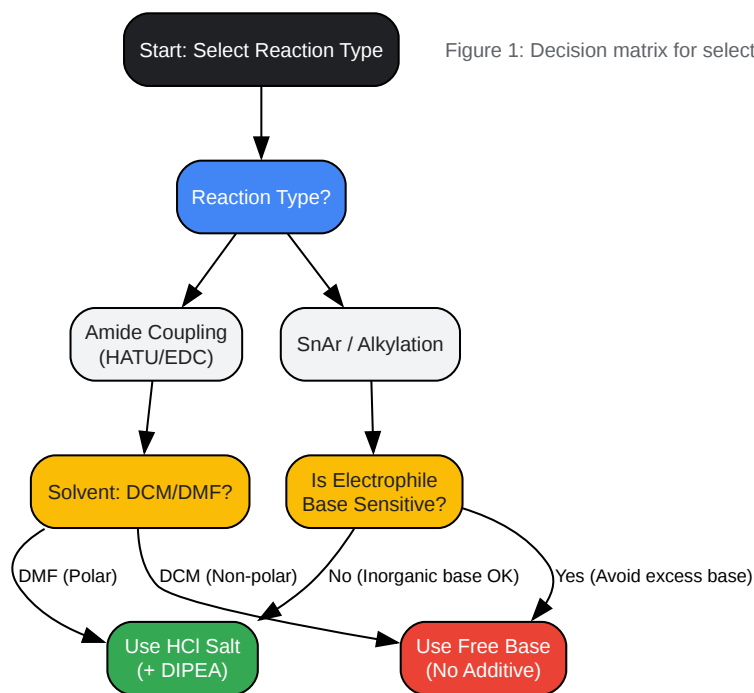 Start: Select Reaction Type
Figure 1: Decision matrix for select
Reaction Type?
Amide Coupling
(HATU/EDC)
SnAr / Alkylation
Solvent: DCM/DMF?
Is Electrophile
Base Sensitive?
DMF (Polar)
DCM (Non-polar)
No (Inorganic base OK)
Yes (Avoid excess base)
Use HCl Salt
(+ DIPEA)
Use Free Base
(No Additive)